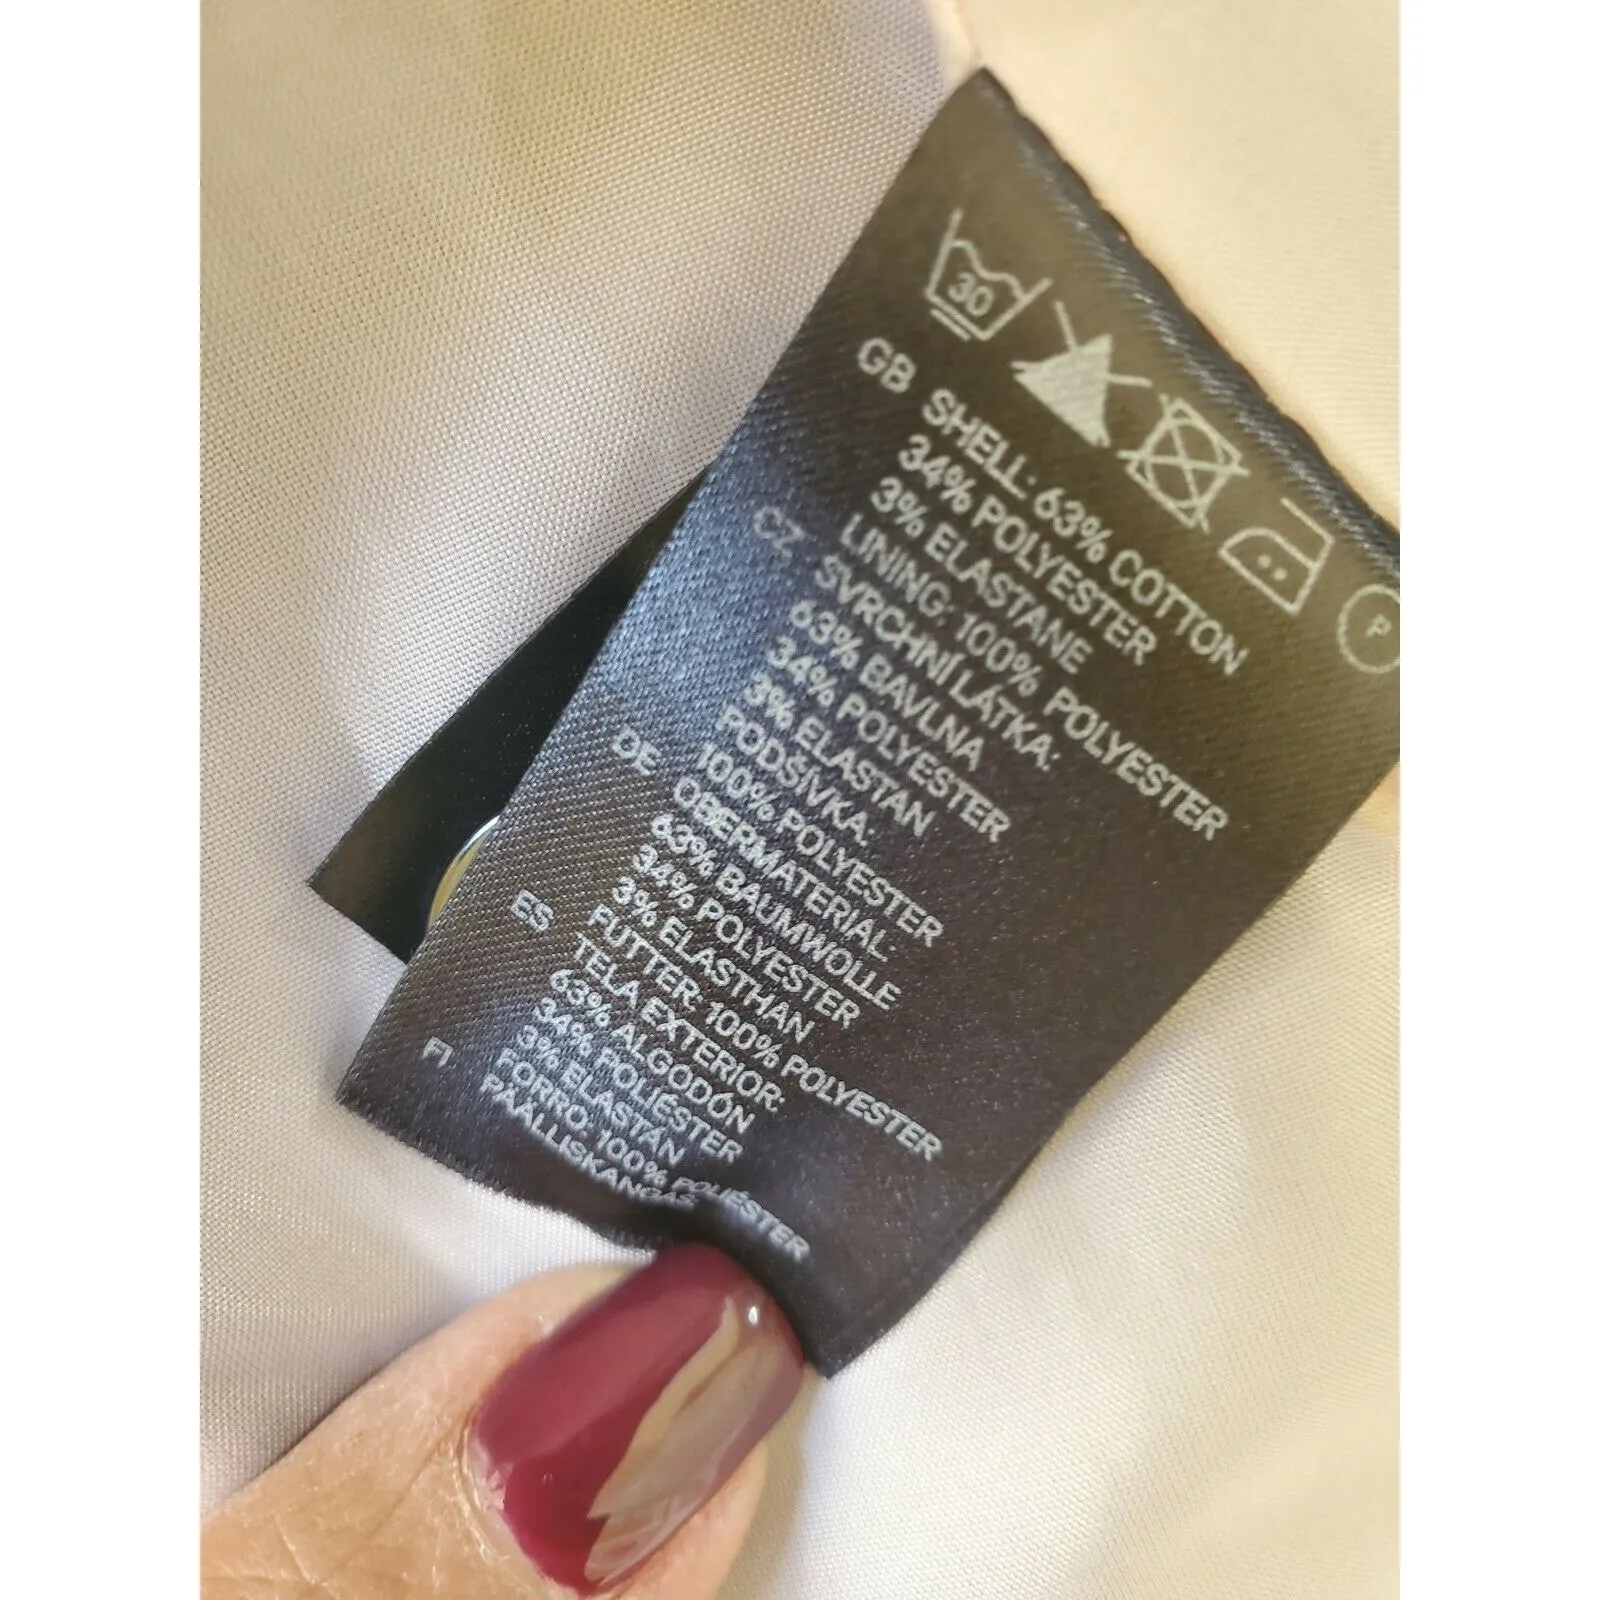 30
P
GB SHELL: 63% COTTON
34% POLYESTER
3% ELASTANE
LINING: 100% POLYESTER
CZ SVRCHNÍ LÁTKA:
63% BAVLNA
34% POLYESTER
3% ELASTAN
PODŠÍVKA:
100% POLYESTER
DE OBERMATERIAL:
63% BAUMWOLLE
34% POLYESTER
3% ELASTHAN
FUTTER: 100% POLYESTER
ES TELA EXTERIOR:
63% ALGODÓN
34% POLIÉSTER
3% ELASTÁN
FORRO: 100% POLIÉSTER
FI PÄÄLLISKANGAS